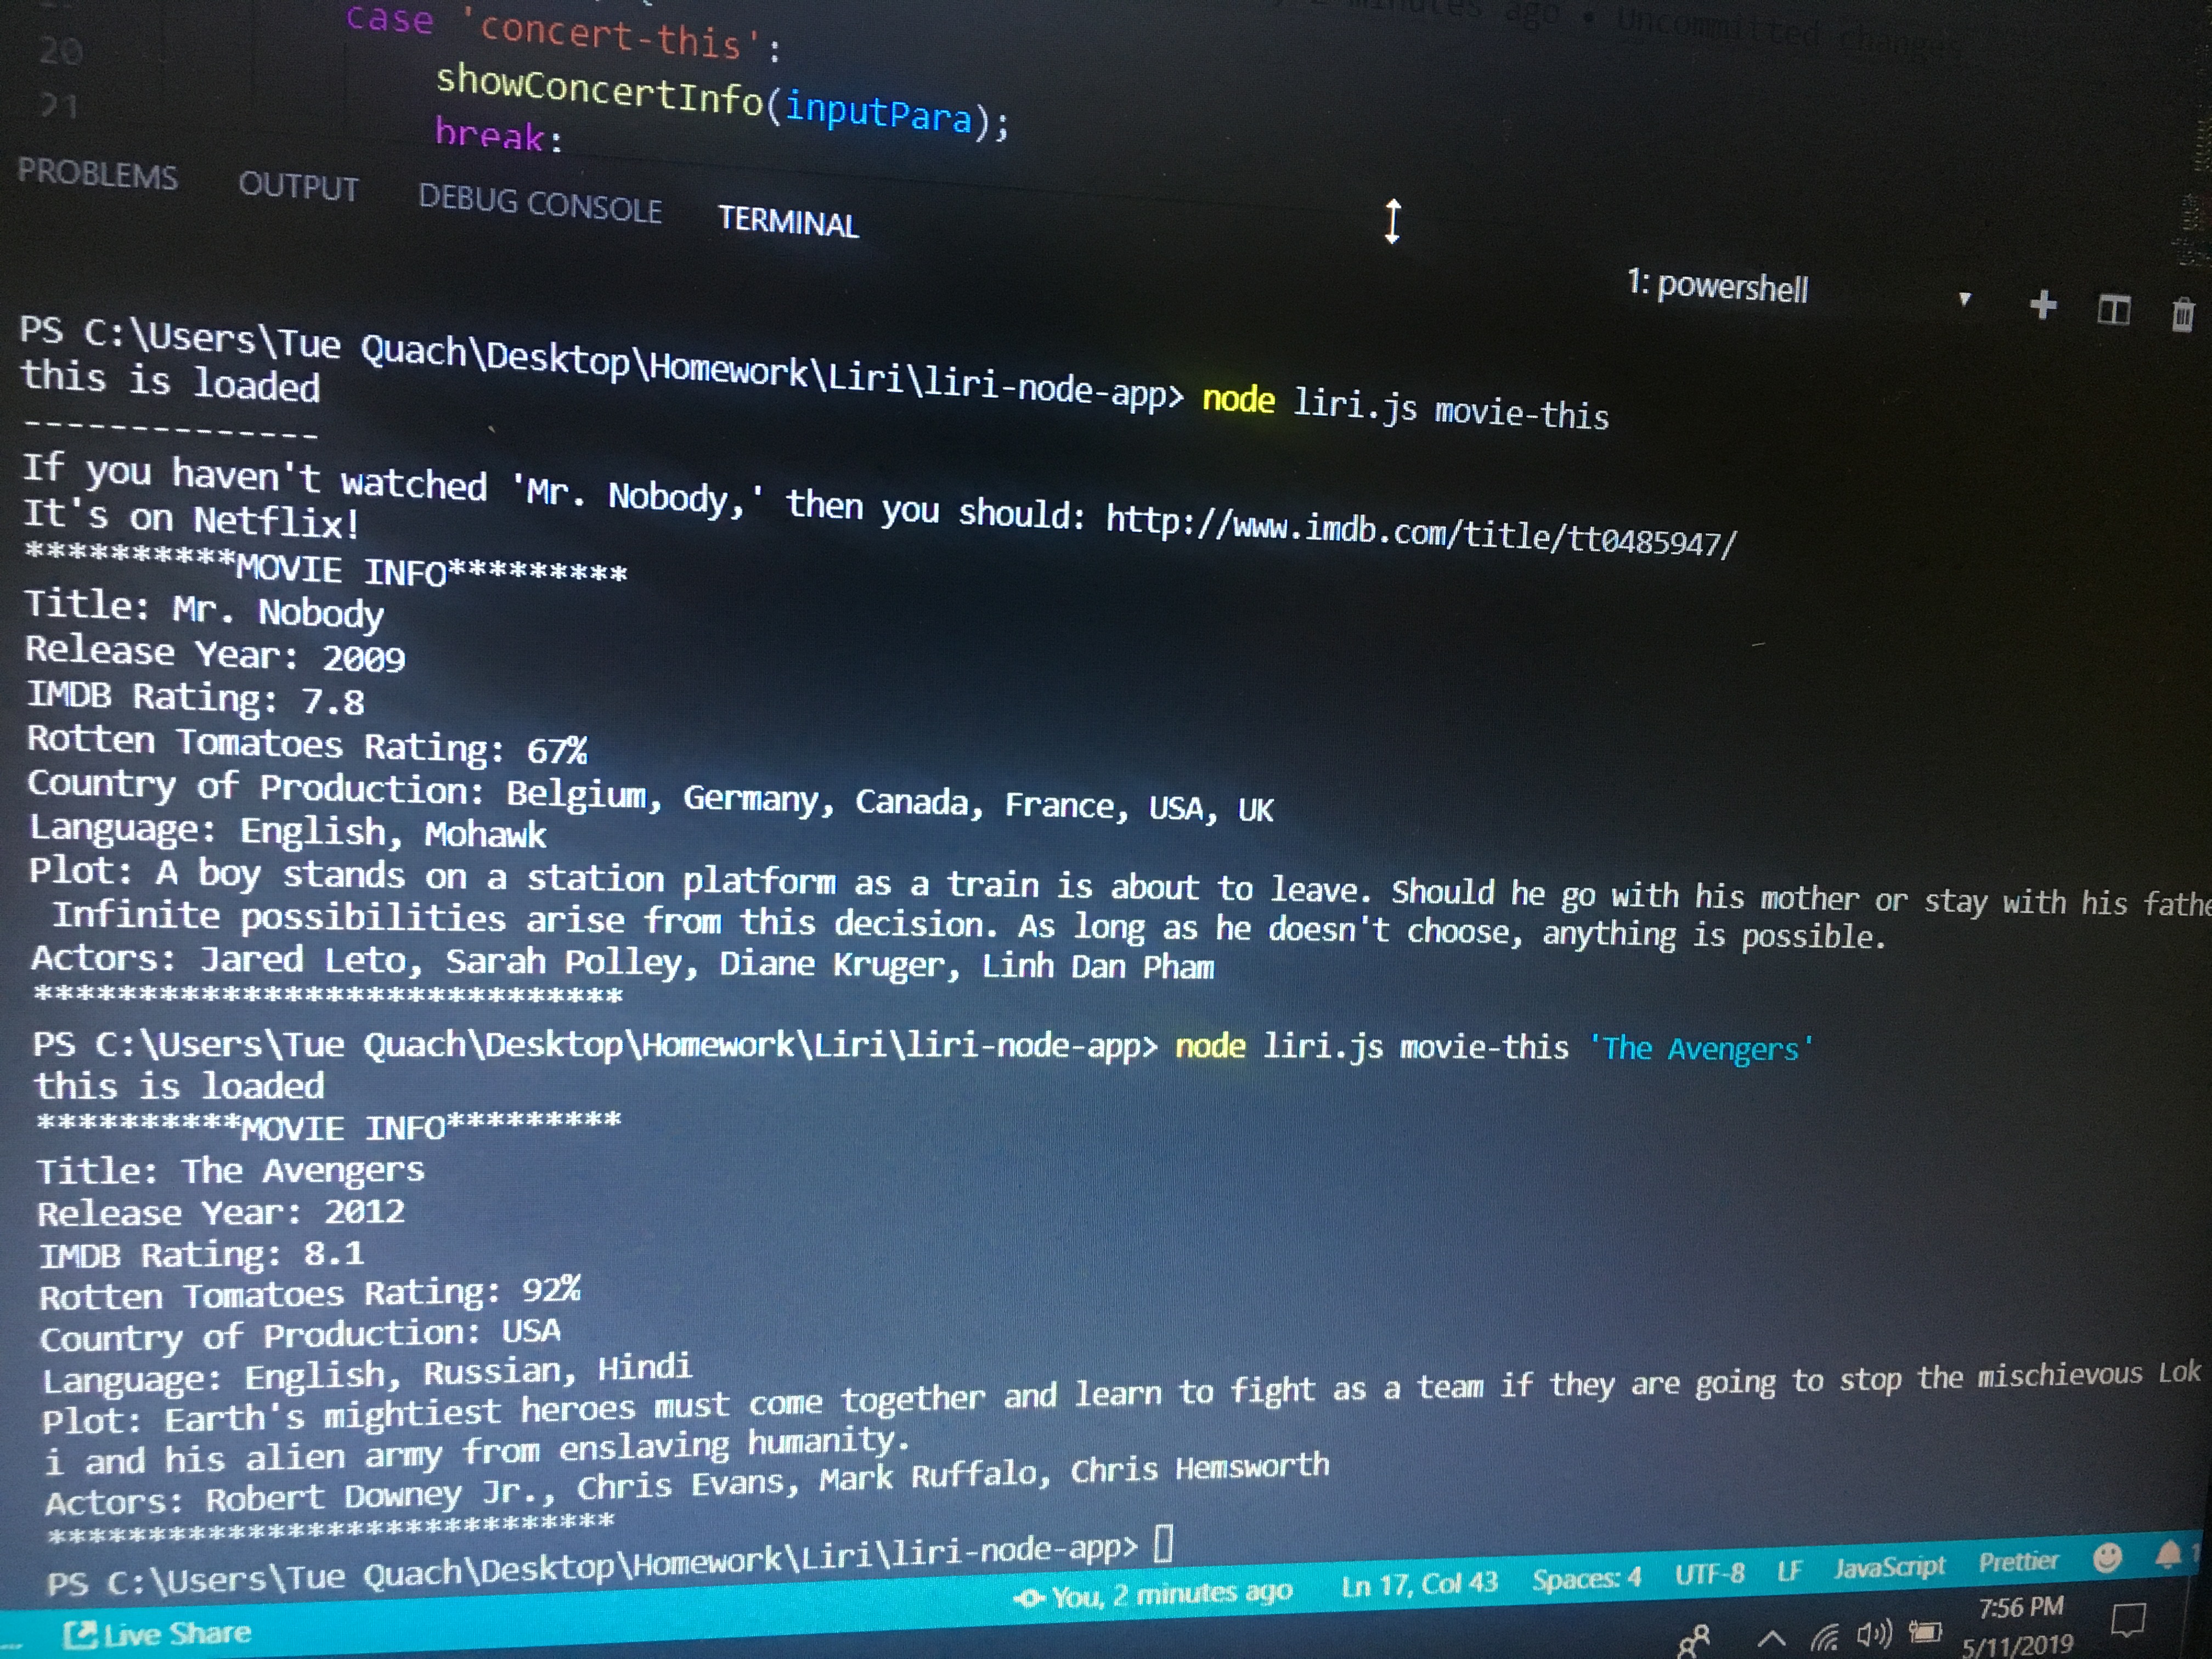 minutes ago • Uncommitted changes
case 'concert-this':
20 showConcertInfo(inputPara);
21 break;
PROBLEMS OUTPUT DEBUG CONSOLE TERMINAL
1: powershell
PS C:\Users\Tue Quach\Desktop\Homework\Liri\liri-node-app> node liri.js movie-this
this is loaded
--------------
If you haven't watched 'Mr. Nobody,' then you should: http://www.imdb.com/title/tt0485947/
It's on Netflix!
**********MOVIE INFO*********
Title: Mr. Nobody
Release Year: 2009
IMDB Rating: 7.8
Rotten Tomatoes Rating: 67%
Country of Production: Belgium, Germany, Canada, France, USA, UK
Language: English, Mohawk
Plot: A boy stands on a station platform as a train is about to leave. Should he go with his mother or stay with his fathe
Infinite possibilities arise from this decision. As long as he doesn't choose, anything is possible.
Actors: Jared Leto, Sarah Polley, Diane Kruger, Linh Dan Pham
****************************
PS C:\Users\Tue Quach\Desktop\Homework\Liri\liri-node-app> node liri.js movie-this 'The Avengers'
this is loaded
**********MOVIE INFO*********
Title: The Avengers
Release Year: 2012
IMDB Rating: 8.1
Rotten Tomatoes Rating: 92%
Country of Production: USA
Language: English, Russian, Hindi
Plot: Earth's mightiest heroes must come together and learn to fight as a team if they are going to stop the mischievous Lok
i and his alien army from enslaving humanity.
Actors: Robert Downey Jr., Chris Evans, Mark Ruffalo, Chris Hemsworth
****************************
PS C:\Users\Tue Quach\Desktop\Homework\Liri\liri-node-app>
Live Share You, 2 minutes ago Ln 17, Col 43 Spaces: 4 UTF-8 LF JavaScript Prettier 1
7:56 PM
5/11/2019